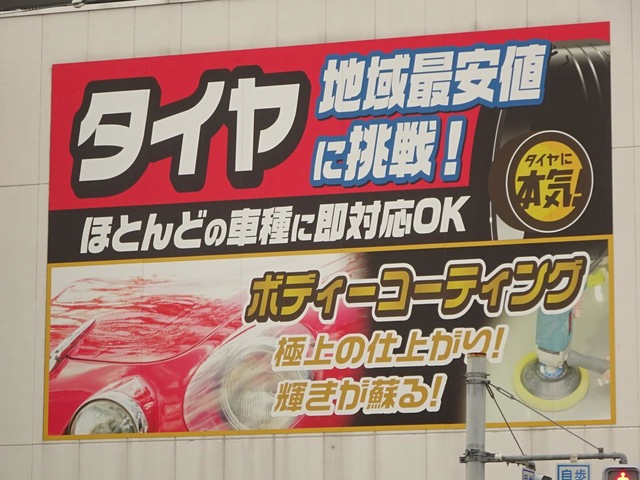 タイヤ
地域最安値
に挑戦!
タイヤに
本気!
ほとんどの車種に即対応OK
ボディーコーティング
極上の仕上がり!
輝きが蘇る!
自歩